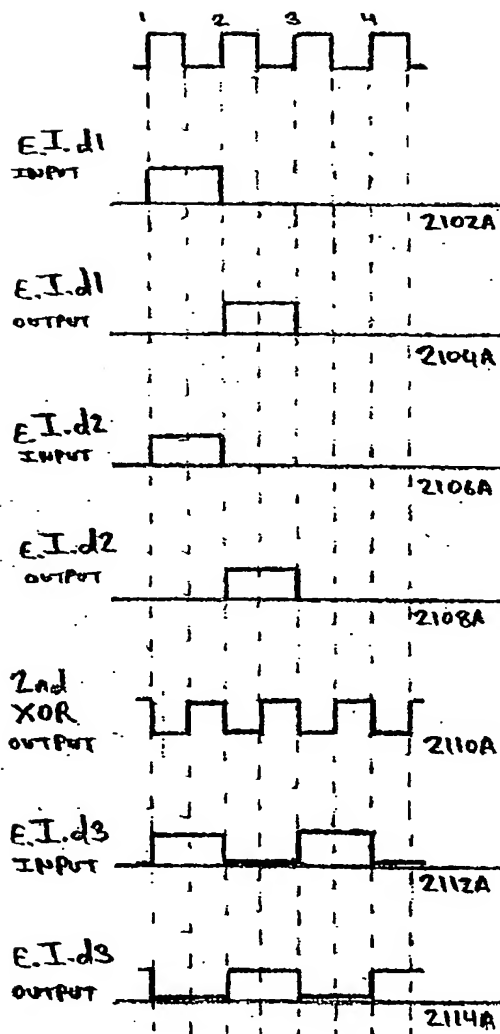 1 2 3 4
E.I.d1
INPUT
2102A
E.I.d1
OUTPUT
2104A
E.I.d2
INPUT
2106A
E.I.d2
OUTPUT
2108A
2nd
XOR
OUTPUT
2110A
E.I.d3
INPUT
2112A
E.I.d3
OUTPUT
2114A